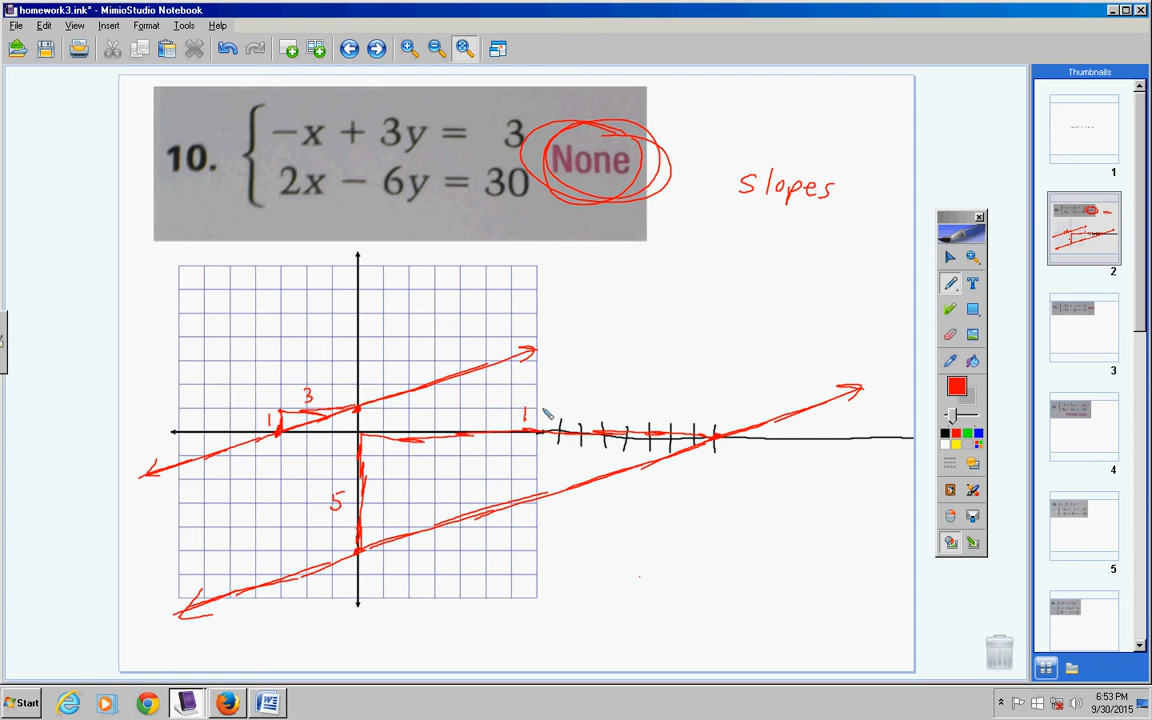 homework3.ink* - MimioStudio Notebook
File Edit View Insert Format Tools Help
Thumbnails
10. { −x + 3y = 3
2x − 6y = 30 None
slopes
3
1
1
5
1
2
3
4
5
Start
6:53 PM
9/30/2015